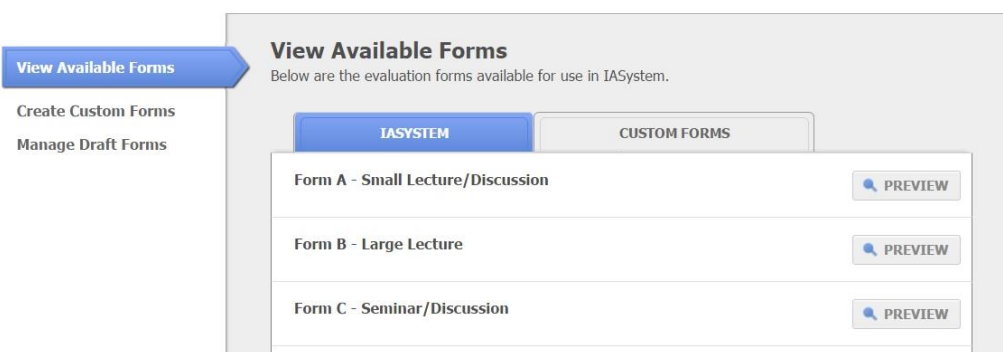 View Available Forms
Create Custom Forms
Manage Draft Forms
View Available Forms
Below are the evaluation forms available for use in IASystem.
IASYSTEM
CUSTOM FORMS
Form A - Small Lecture/Discussion
PREVIEW
Form B - Large Lecture
PREVIEW
Form C - Seminar/Discussion
PREVIEW